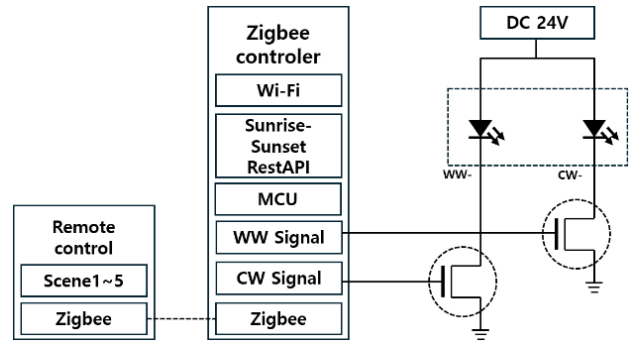 DC 24V
Zigbee
controler
Wi-Fi
Sunrise-
Sunset
RestAPI
MCU
WW Signal
CW Signal
Zigbee
WW-
CW-
Remote
control
Scene1~5
Zigbee